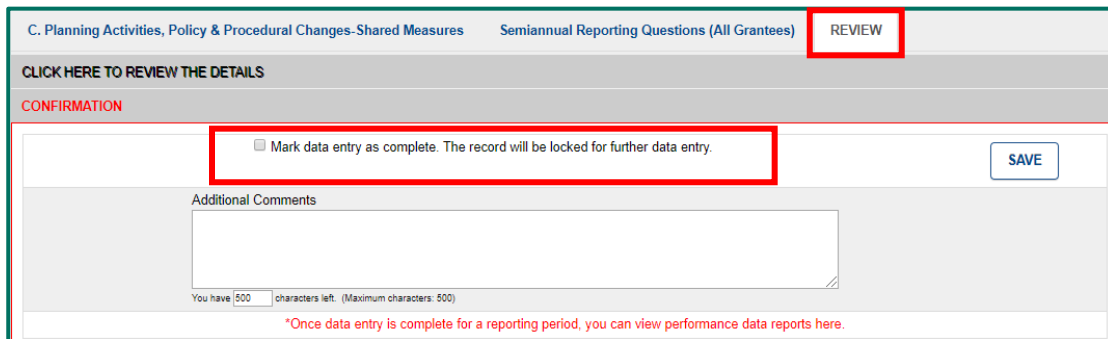 C. Planning Activities, Policy & Procedural Changes-Shared Measures Semiannual Reporting Questions (All Grantees) REVIEW
CLICK HERE TO REVIEW THE DETAILS
CONFIRMATION
Mark data entry as complete. The record will be locked for further data entry.
SAVE
Additional Comments
You have 500 characters left. (Maximum characters: 500)
*Once data entry is complete for a reporting period, you can view performance data reports here.